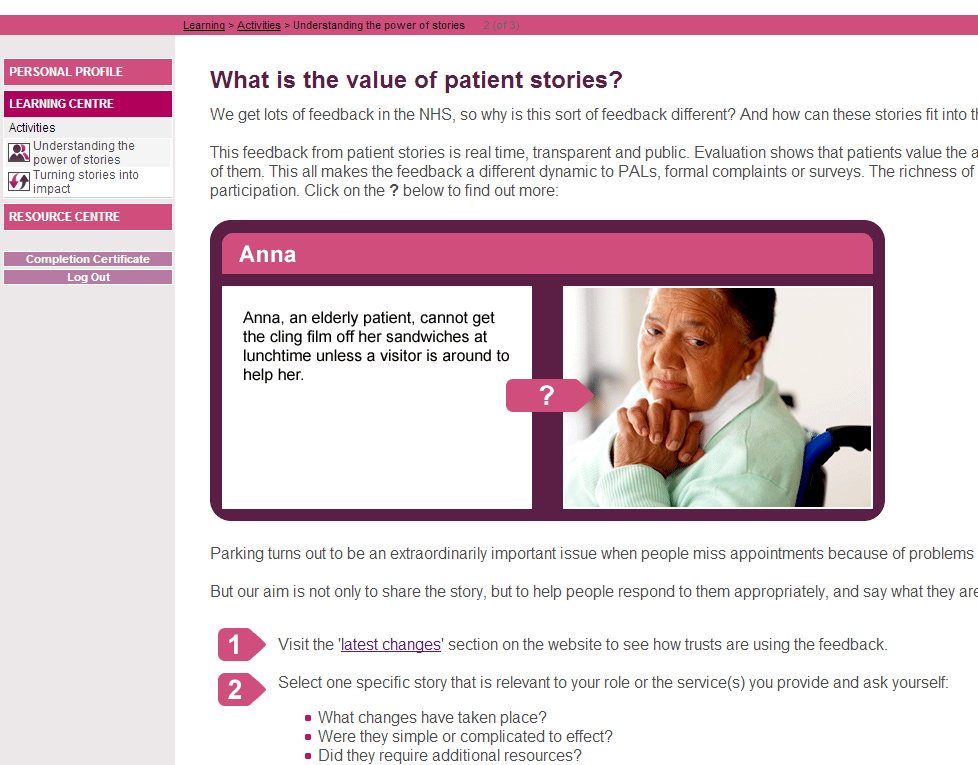 Learning > Activities > Understanding the power of stories 2 (of 3)
PERSONAL PROFILE
LEARNING CENTRE
Activities
Understanding the
power of stories
Turning stories into
impact
RESOURCE CENTRE
Completion Certificate
Log Out
What is the value of patient stories?
We get lots of feedback in the NHS, so why is this sort of feedback different? And how can these stories fit into
This feedback from patient stories is real time, transparent and public. Evaluation shows that patients value the
of them. This all makes the feedback a different dynamic to PALs, formal complaints or surveys. The richness of
participation. Click on the ? below to find out more:
Anna
Anna, an elderly patient, cannot get
the cling film off her sandwiches at
lunchtime unless a visitor is around to
help her.
?
Parking turns out to be an extraordinarily important issue when people miss appointments because of problems
But our aim is not only to share the story, but to help people respond to them appropriately, and say what they are
1 Visit the 'latest changes' section on the website to see how trusts are using the feedback.
2 Select one specific story that is relevant to your role or the service(s) you provide and ask yourself:
What changes have taken place?
Were they simple or complicated to effect?
Did they require additional resources?